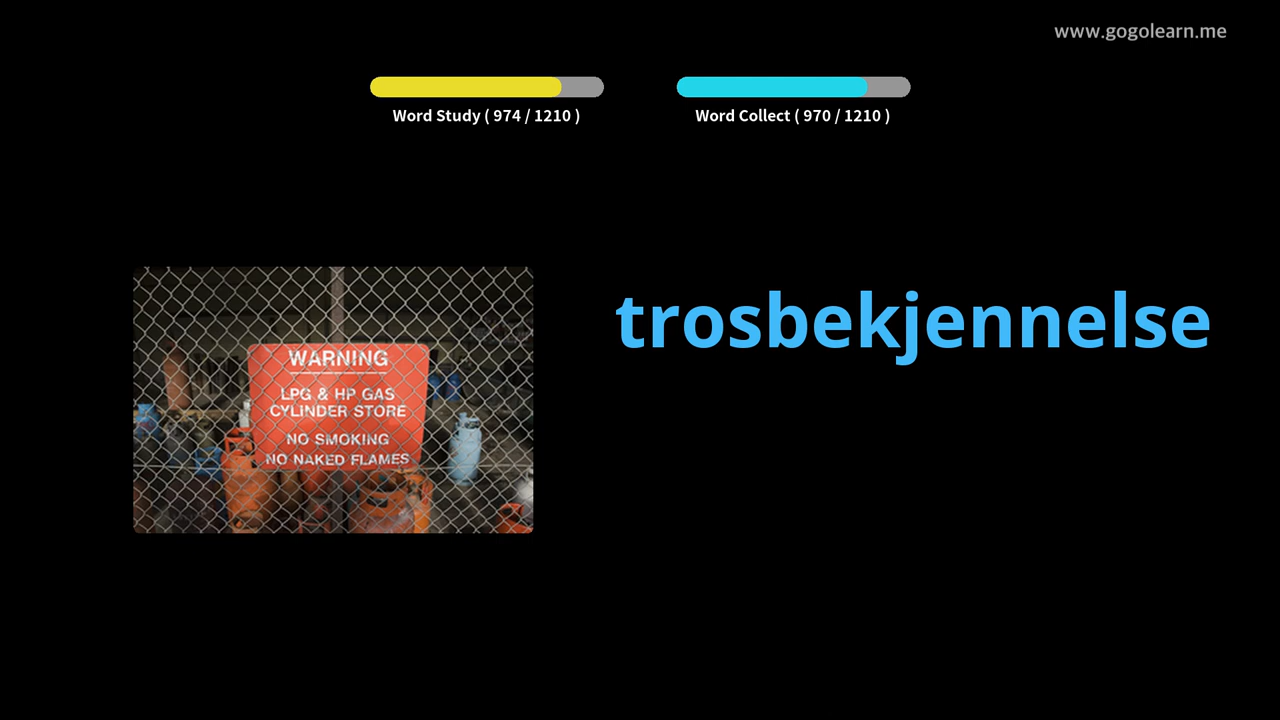 www.gogolearn.me
Word Study ( 974 / 1210 )
Word Collect ( 970 / 1210 )
trosbekjennelse
WARNING
LPG & HP GAS
CYLINDER STORE
NO SMOKING
NO NAKED FLAMES